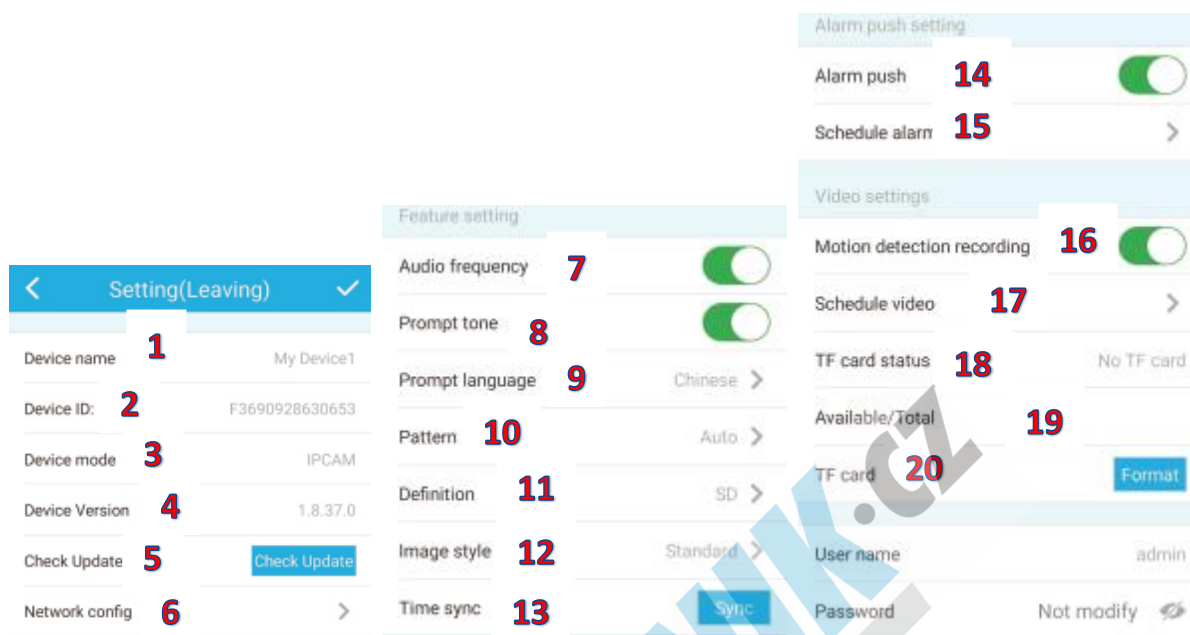 Setting(Leaving)
Device name 1 My Device1
Device ID: 2 F3690928630653
Device mode 3 IPCAM
Device Version 4 1.8.37.0
Check Update 5 Check Update
Network config 6
Feature setting
Audio frequency 7
Prompt tone 8
Prompt language 9 Chinese
Pattern 10 Auto
Definition 11 SD
Image style 12 Standard
Time sync 13 Sync
Alarm push setting
Alarm push 14
Schedule alarm 15
Video settings
Motion detection recording 16
Schedule video 17
TF card status 18 No TF card
Available/Total 19
TF card 20 Format
User name admin
Password Not modify